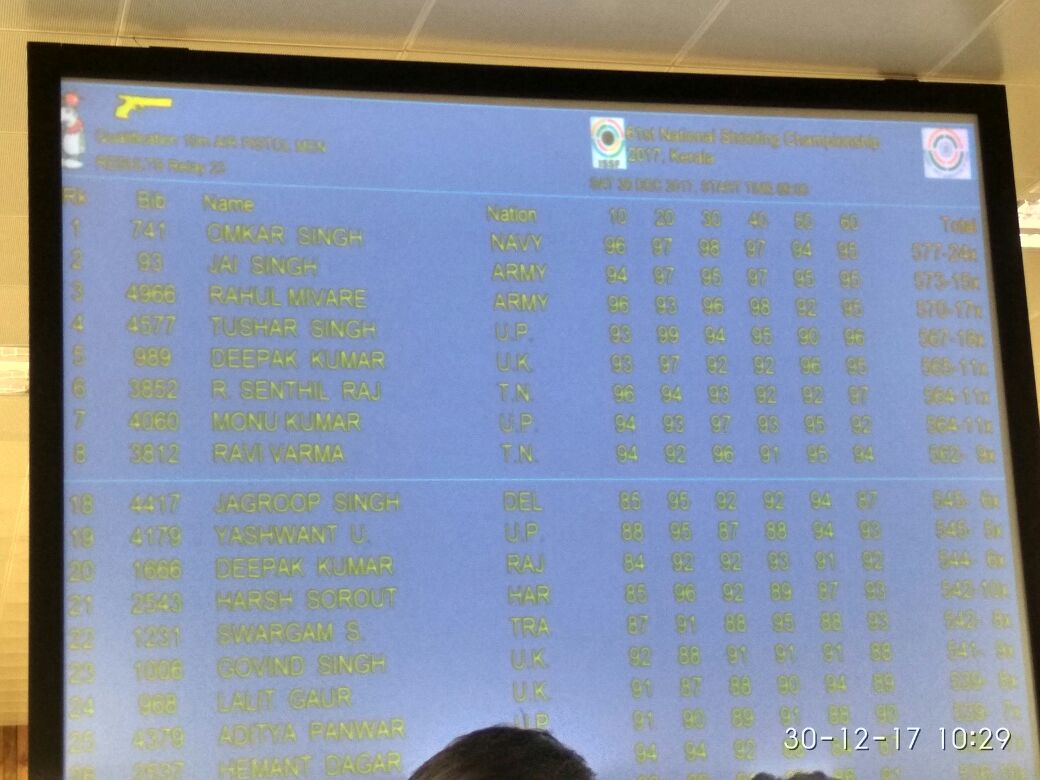 Qualification 10m AIR PISTOL MEN
RESULTS Relay 23
ISSF
61st National Shooting Championship
2017, Kerala
SAT 30 DEC 2017, START TIME 09:00
Rk Bib Name Nation 10 20 30 40 50 60 Total
1 741 OMKAR SINGH NAVY 96 97 98 97 94 95 577-24x
2 93 JAI SINGH ARMY 94 97 95 97 95 95 573-15x
3 4966 RAHUL MIVARE ARMY 96 93 96 98 92 95 570-17x
4 4577 TUSHAR SINGH U.P. 93 99 94 95 90 96 567-16x
5 989 DEEPAK KUMAR U.K. 93 97 92 92 96 95 565-11x
6 3852 R. SENTHIL RAJ T.N. 96 94 93 92 92 97 564-11x
7 4060 MONU KUMAR U.P. 94 93 97 93 95 92 564-11x
8 3812 RAVI VARMA T.N. 94 92 96 91 95 94 562- 9x
18 4417 JAGROOP SINGH DEL 85 95 92 92 94 87 545- 6x
19 4179 YASHWANT U. U.P. 88 95 87 88 94 93 545- 5x
20 1666 DEEPAK KUMAR RAJ 84 92 92 93 91 92 544- 6x
21 2543 HARSH SOROUT HAR 85 96 92 89 87 93 542-10x
22 1231 SWARGAM S. TRA 87 91 88 95 88 93 542- 8x
23 1006 GOVIND SINGH U.K. 92 88 91 91 91 88 541- 9x
24 968 LALIT GAUR U.K. 91 87 88 90 94 89 539- 8x
25 4379 ADITYA PANWAR U.P. 91 90 89 91 88 90 539- 7x
26 2537 HEMANT DAGAR 94 94 92
30-12-17 10:29